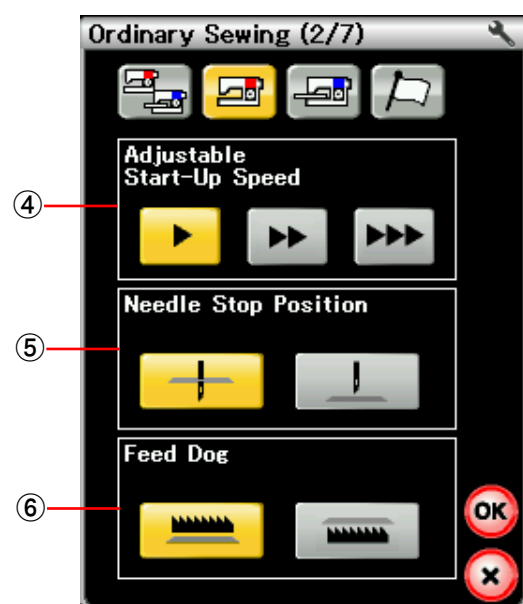 Ordinary Sewing (2/7)
Adjustable
Start-Up Speed
④
Needle Stop Position
⑤
Feed Dog
⑥
OK